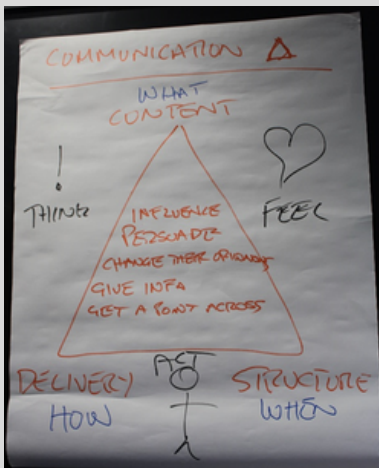 COMMUNICATION
WHAT
CONTENT
!
THINK
FEEL
INFLUENCE
PERSUADE
CHANGE THEIR OPINIONS
GIVE INFO
GET A POINT ACROSS
ACT
DELIVERY
STRUCTURE
HOW
WHEN